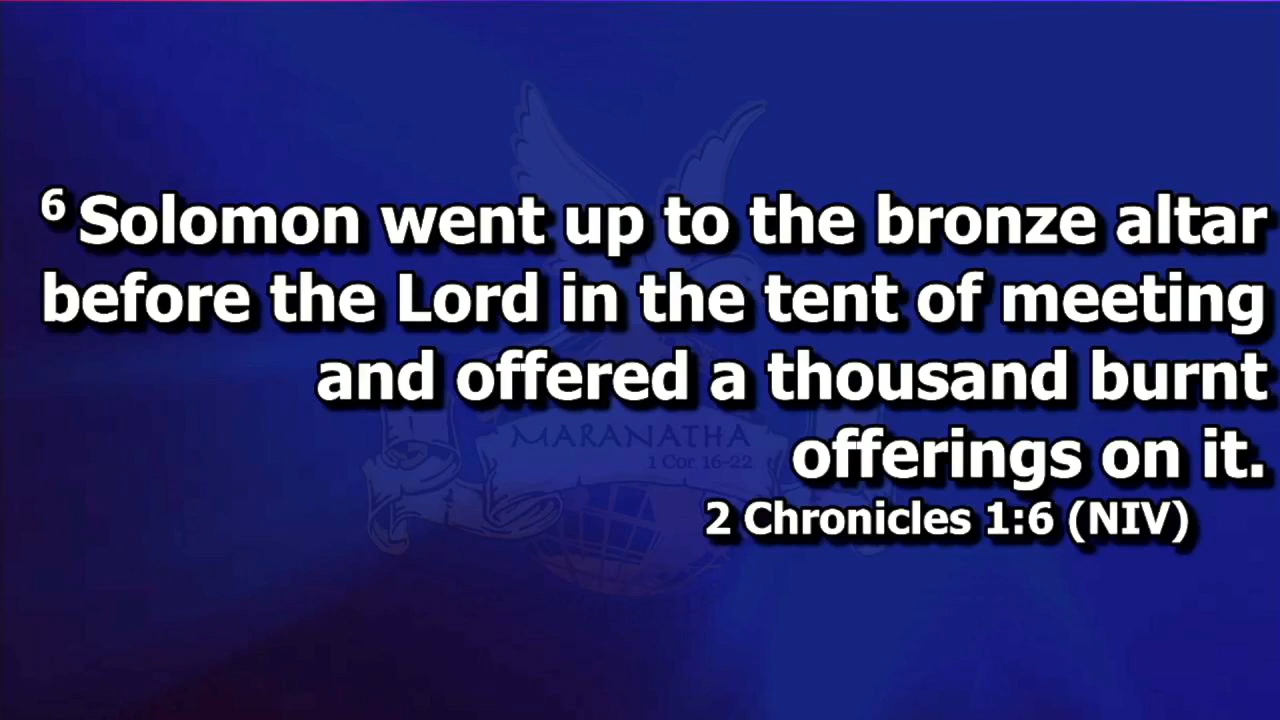 6 Solomon went up to the bronze altar
before the Lord in the tent of meeting
and offered a thousand burnt
offerings on it.
MARANATHA
1 Cor 16-22
2 Chronicles 1:6 (NIV)